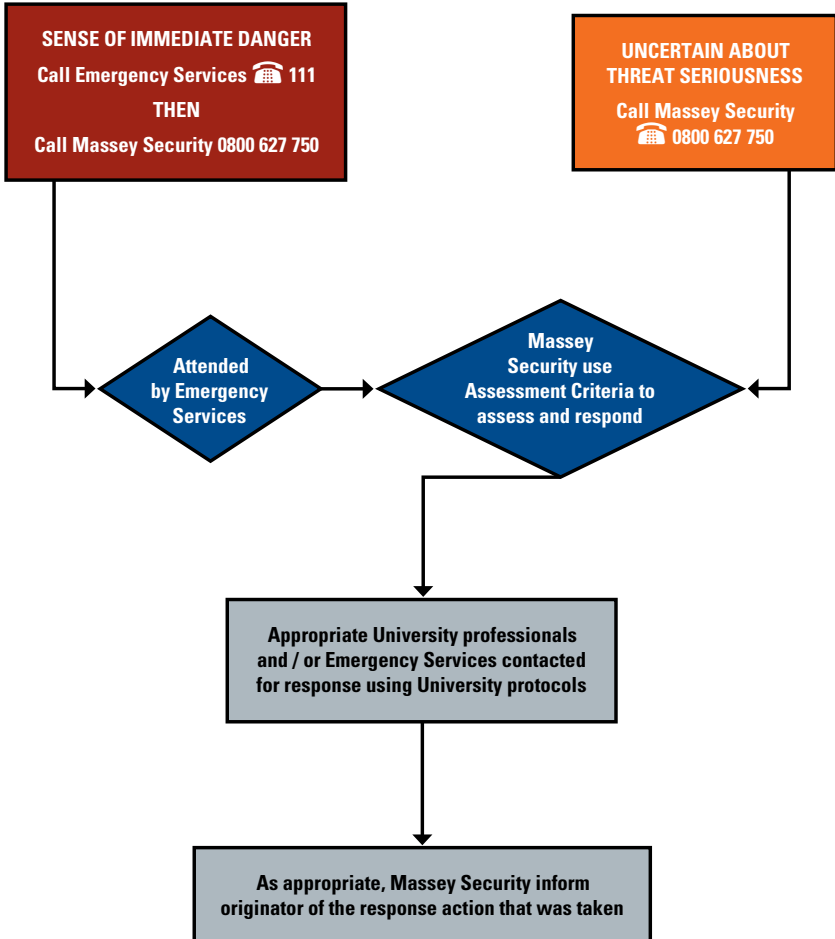 SENSE OF IMMEDIATE DANGER
Call Emergency Services ☎ 111
THEN
Call Massey Security 0800 627 750
UNCERTAIN ABOUT
THREAT SERIOUSNESS
Call Massey Security
☎ 0800 627 750
Attended
by Emergency
Services
Massey
Security use
Assessment Criteria to
assess and respond
Appropriate University professionals
and / or Emergency Services contacted
for response using University protocols
As appropriate, Massey Security inform
originator of the response action that was taken